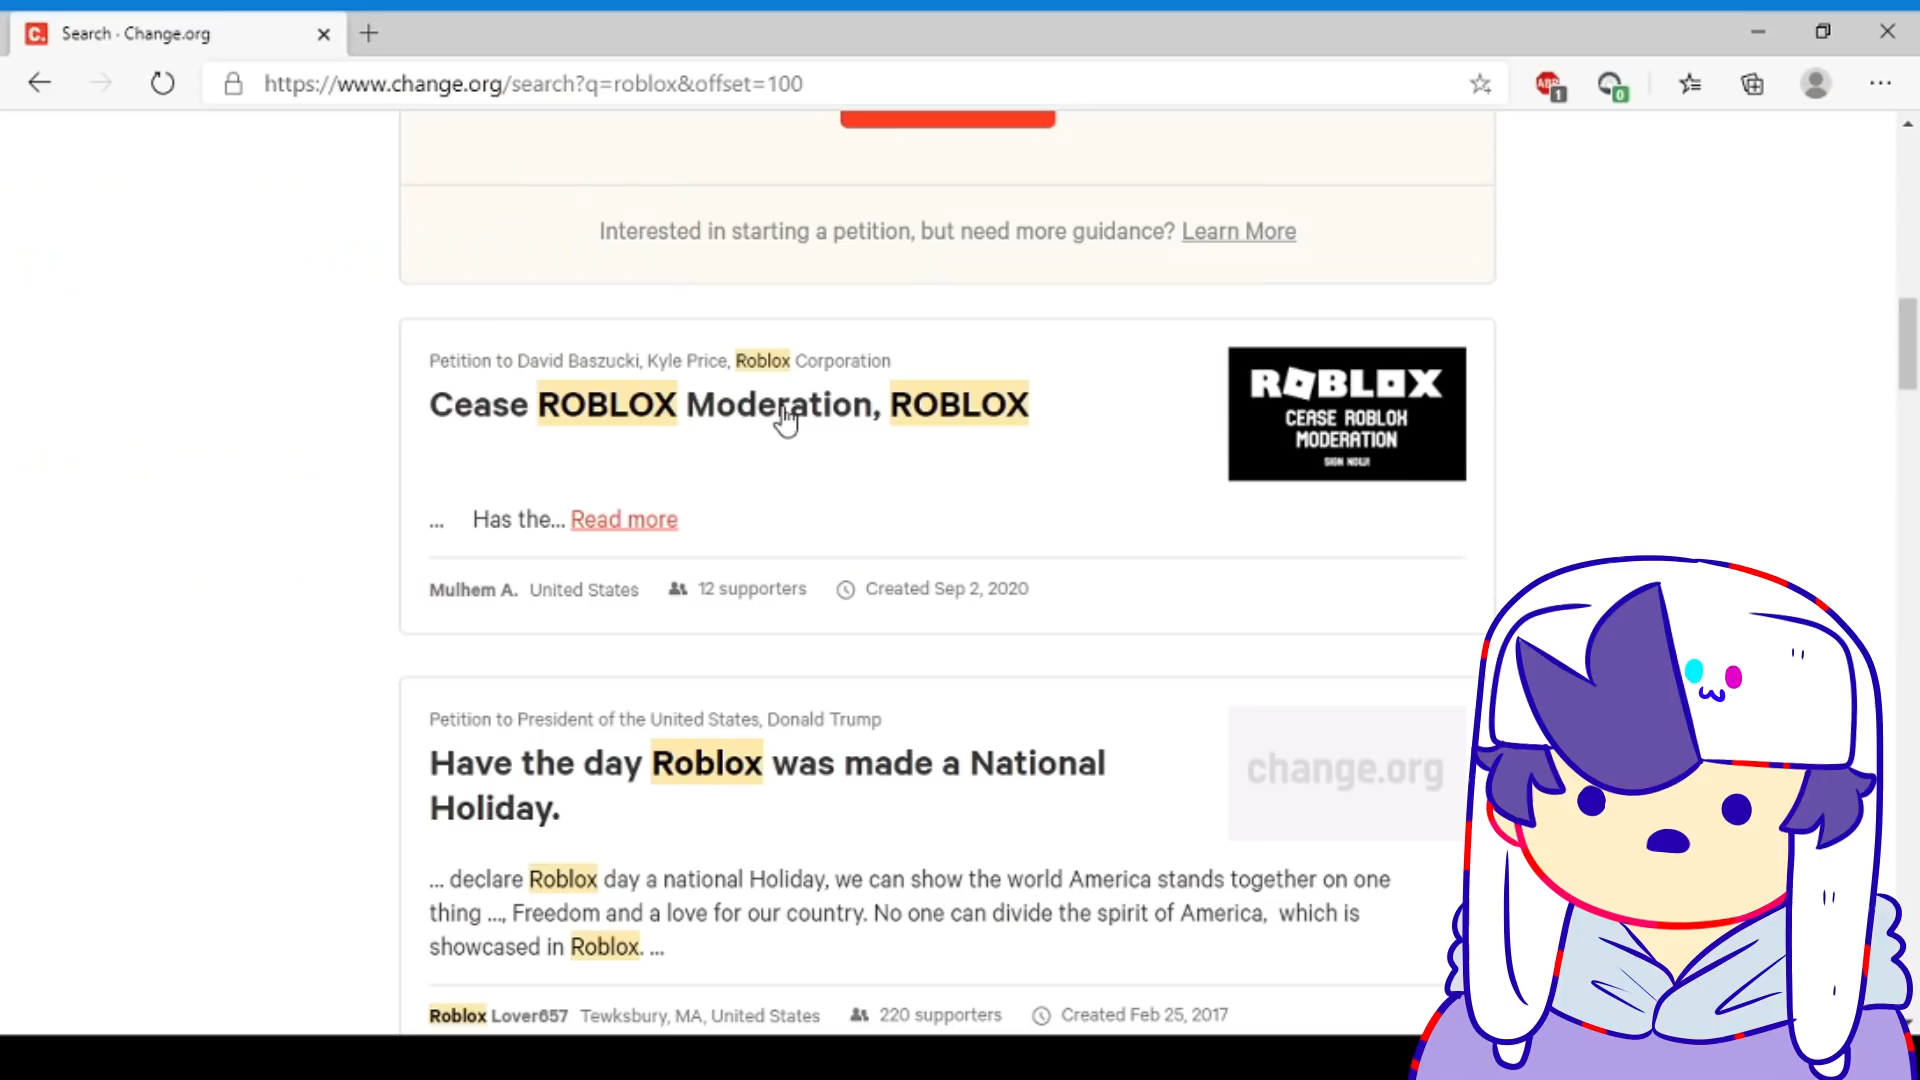 Search · Change.org
https://www.change.org/search?q=roblox&offset=100
ABP
1
0
Interested in starting a petition, but need more guidance? Learn More
Petition to David Baszucki, Kyle Price, Roblox Corporation
Cease ROBLOX Moderation, ROBLOX
ROBLOX
CEASE ROBLOX
MODERATION
SIGN NOW!
... Has the... Read more
Mulhem A. United States 12 supporters Created Sep 2, 2020
Petition to President of the United States, Donald Trump
Have the day Roblox was made a National
Holiday.
change.org
... declare Roblox day a national Holiday, we can show the world America stands together on one
thing ..., Freedom and a love for our country. No one can divide the spirit of America, which is
showcased in Roblox. ...
Roblox Lover657 Tewksbury, MA, United States 220 supporters Created Feb 25, 2017